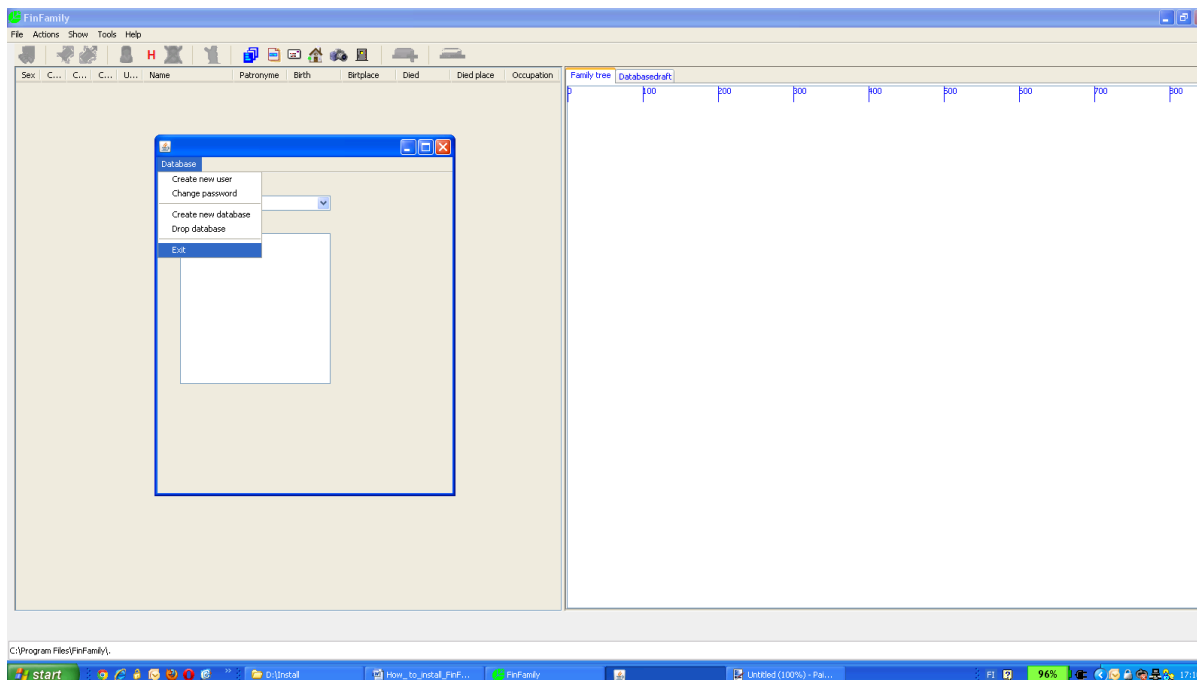 FinFamily
File Actions Show Tools Help
H
Sex C... C... C... U... Name Patronyme Birth Birtplace Died Died place Occupation
Family tree Databasedraft
0 100 200 300 400 500 600 700 800
Database
Create new user
Change password
Create new database
Drop database
Exit
C:\Program Files\FinFamily\.
start D:\Install How_to_install_FinF... FinFamily Untitled (100%) - Pai... FI 96%